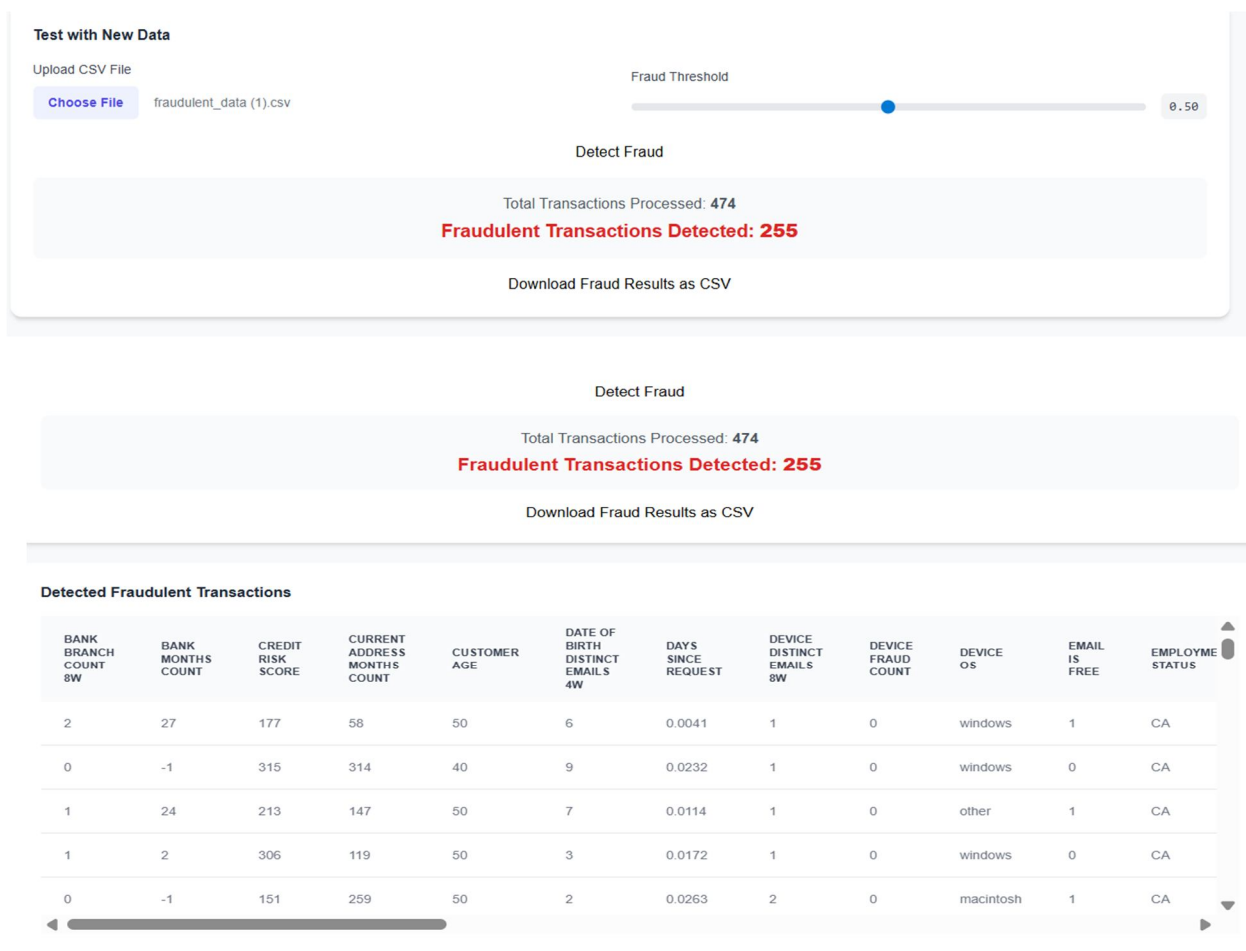 Test with New Data
Upload CSV File
Fraud Threshold
Choose File fraudulent_data (1).csv
0.50
Detect Fraud
Total Transactions Processed: 474
Fraudulent Transactions Detected: 255
Download Fraud Results as CSV
Detect Fraud
Total Transactions Processed: 474
Fraudulent Transactions Detected: 255
Download Fraud Results as CSV
Detected Fraudulent Transactions
BANK BRANCH COUNT 8W BANK MONTHS COUNT CREDIT RISK SCORE CURRENT ADDRESS MONTHS COUNT CUSTOMER AGE DATE OF BIRTH DISTINCT EMAILS 4W DAYS SINCE REQUEST DEVICE DISTINCT EMAILS 8W DEVICE FRAUD COUNT DEVICE OS EMAIL IS FREE EMPLOYME STATUS
2 27 177 58 50 6 0.0041 1 0 windows 1 CA
0 -1 315 314 40 9 0.0232 1 0 windows 0 CA
1 24 213 147 50 7 0.0114 1 0 other 1 CA
1 2 306 119 50 3 0.0172 1 0 windows 0 CA
0 -1 151 259 50 2 0.0263 2 0 macintosh 1 CA